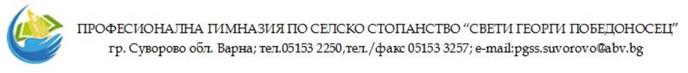 ПРОФЕСИОНАЛНА ГИМНАЗИЯ ПО СЕЛСКО СТОПАНСТВО “СВЕТИ ГЕОРГИ ПОБЕДОНОСЕЦ”
гр. Суворово обл. Варна; тел.05153 2250,тел./факс 05153 3257; e-mail:pgss.suvorovo@abv.bg